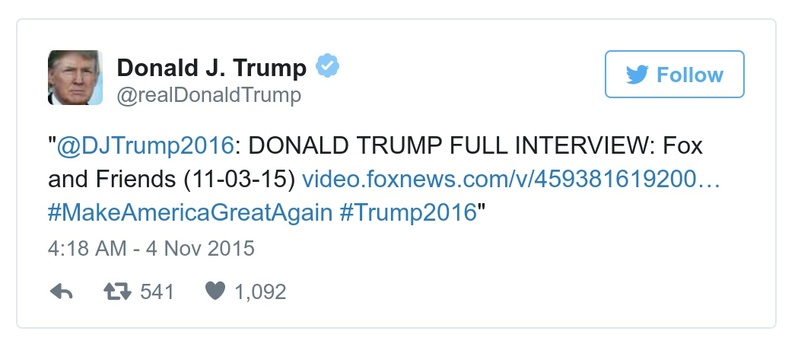 Donald J. Trump
@realDonaldTrump
Follow
"@DJTrump2016: DONALD TRUMP FULL INTERVIEW: Fox
and Friends (11-03-15) video.foxnews.com/v/459381619200…
#MakeAmericaGreatAgain #Trump2016"
4:18 AM - 4 Nov 2015
541 1,092